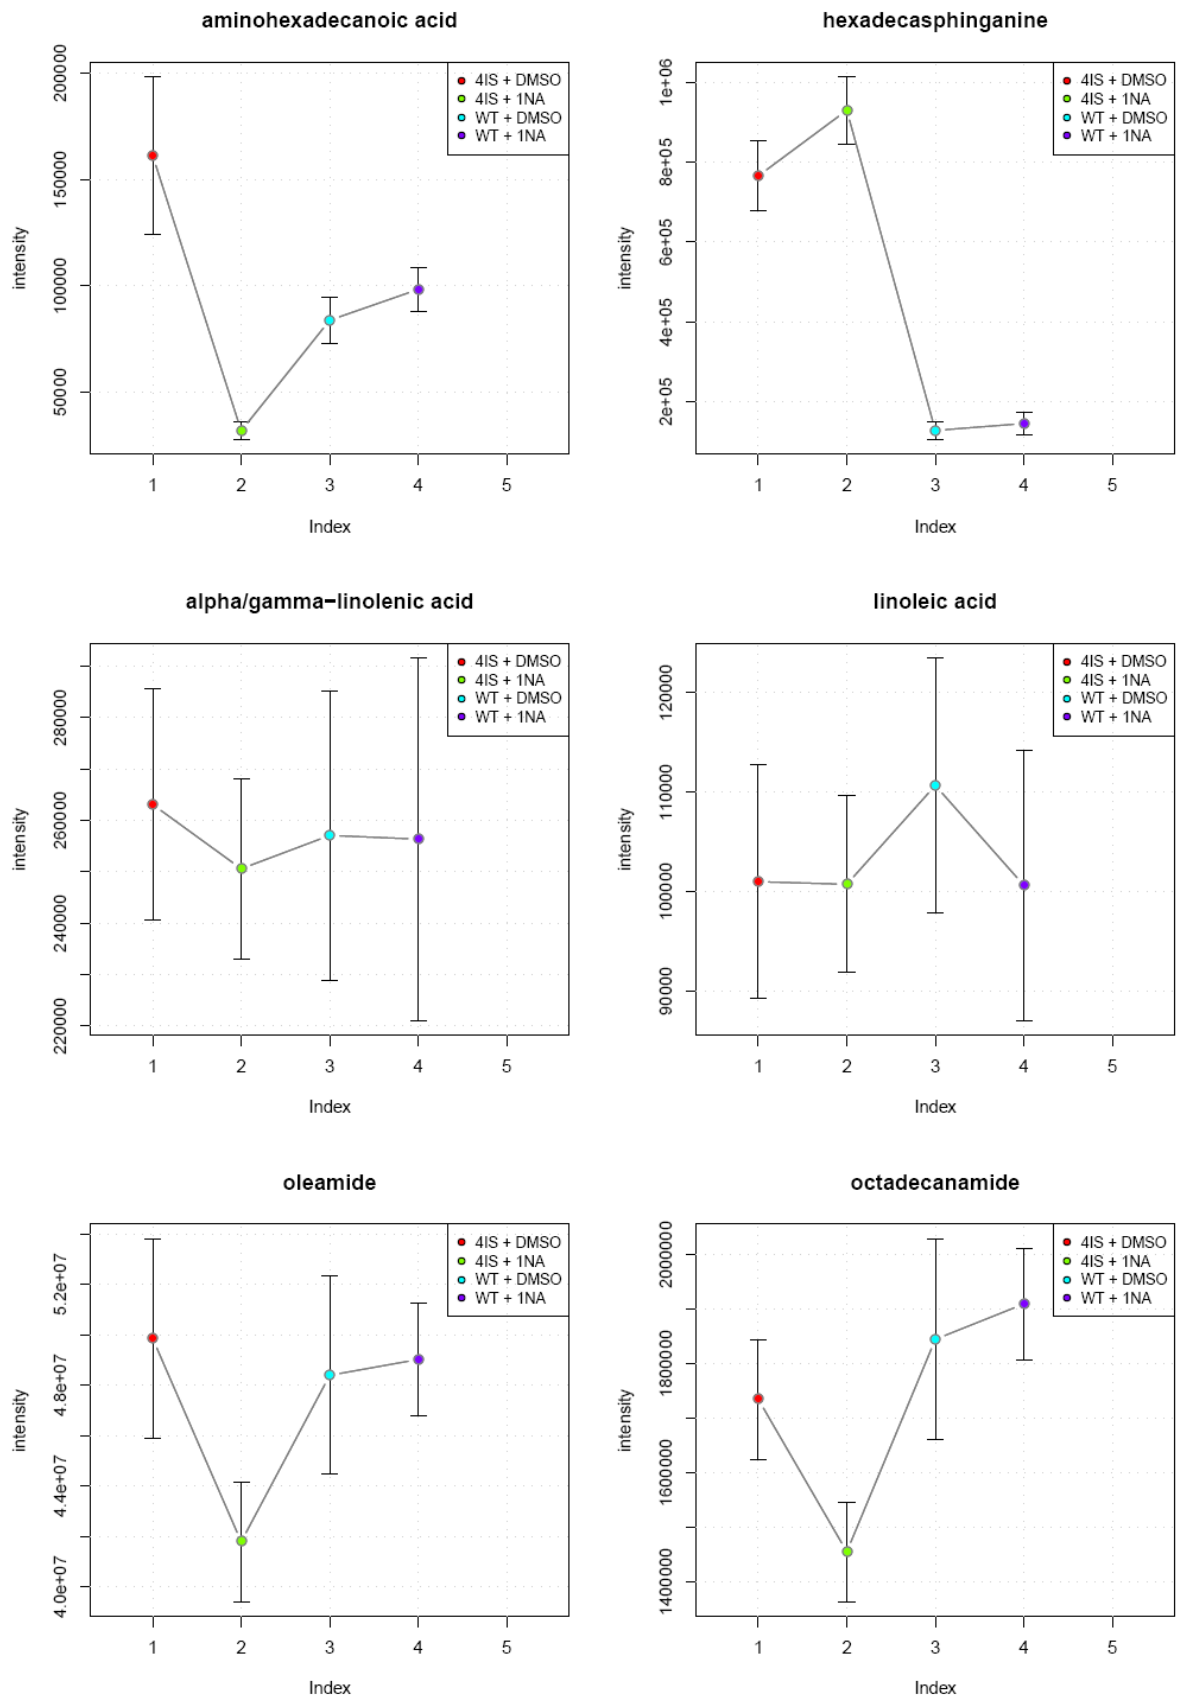 aminohexadecanoic acid
intensity
200000
150000
100000
50000
4IS + DMSO
4IS + 1NA
WT + DMSO
WT + 1NA
1 2 3 4 5
Index
hexadecasphinganine
intensity
1e+06
8e+05
6e+05
4e+05
2e+05
4IS + DMSO
4IS + 1NA
WT + DMSO
WT + 1NA
1 2 3 4 5
Index
alpha/gamma−linolenic acid
intensity
280000
260000
240000
220000
4IS + DMSO
4IS + 1NA
WT + DMSO
WT + 1NA
1 2 3 4 5
Index
linoleic acid
intensity
120000
110000
100000
90000
4IS + DMSO
4IS + 1NA
WT + DMSO
WT + 1NA
1 2 3 4 5
Index
oleamide
intensity
5.2e+07
4.8e+07
4.4e+07
4.0e+07
4IS + DMSO
4IS + 1NA
WT + DMSO
WT + 1NA
1 2 3 4 5
Index
octadecanamide
intensity
2000000
1800000
1600000
1400000
4IS + DMSO
4IS + 1NA
WT + DMSO
WT + 1NA
1 2 3 4 5
Index